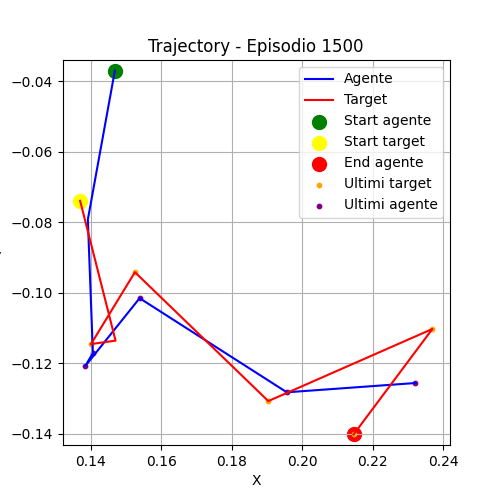 Trajectory - Episodio 1500
Agente
Target
Start agente
Start target
End agente
Ultimi target
Ultimi agente
−0.04
−0.06
−0.08
−0.10
−0.12
−0.14
0.14
0.16
0.18
0.20
0.22
0.24
X